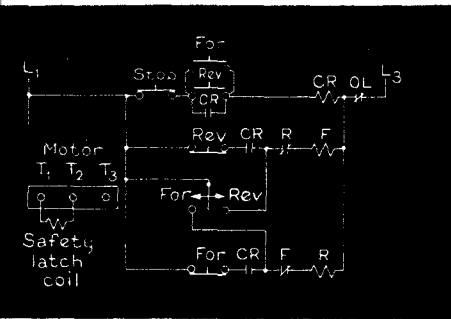 For
L1 L3
Rev
Stop CR OL
CR
Rev CR R F
Motor
T1 T2 T3
For Rev
Safety
latch
coil
For CR F R